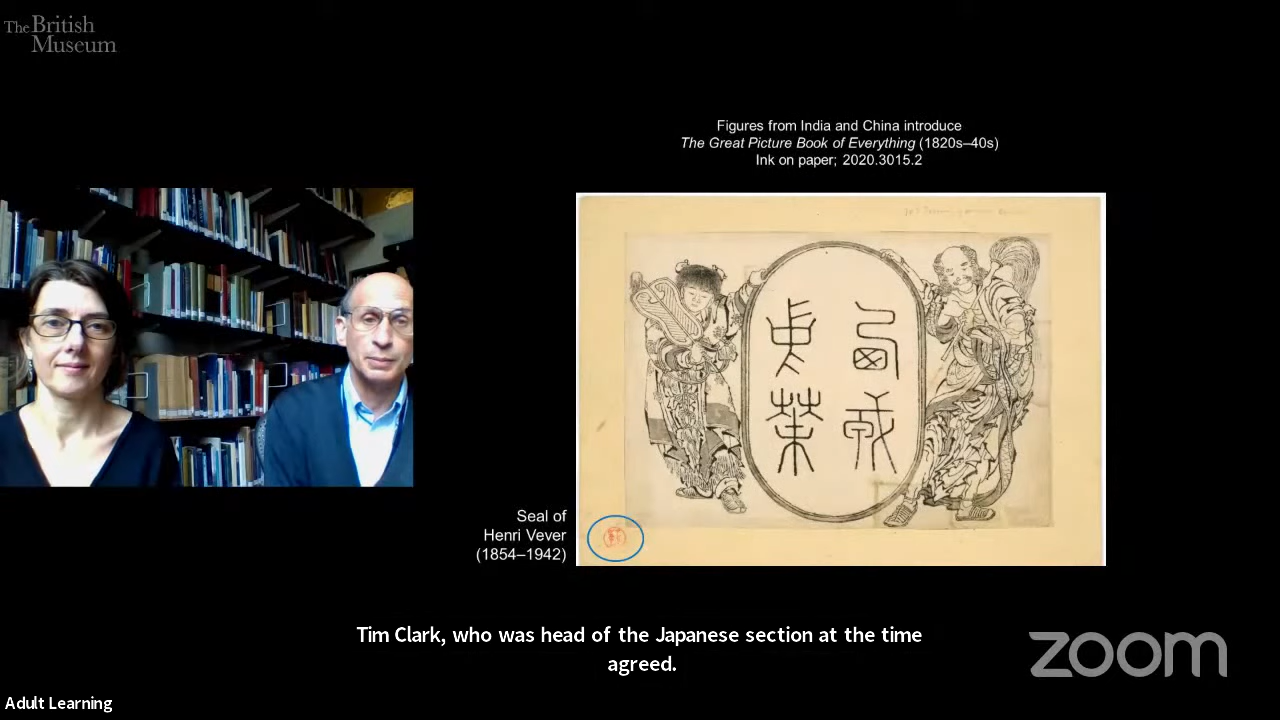 The British
Museum
Figures from India and China introduce
The Great Picture Book of Everything (1820s–40s)
Ink on paper; 2020.3015.2
Seal of
Henri Vever
(1854–1942)
Tim Clark, who was head of the Japanese section at the time
agreed.
zoom
Adult Learning